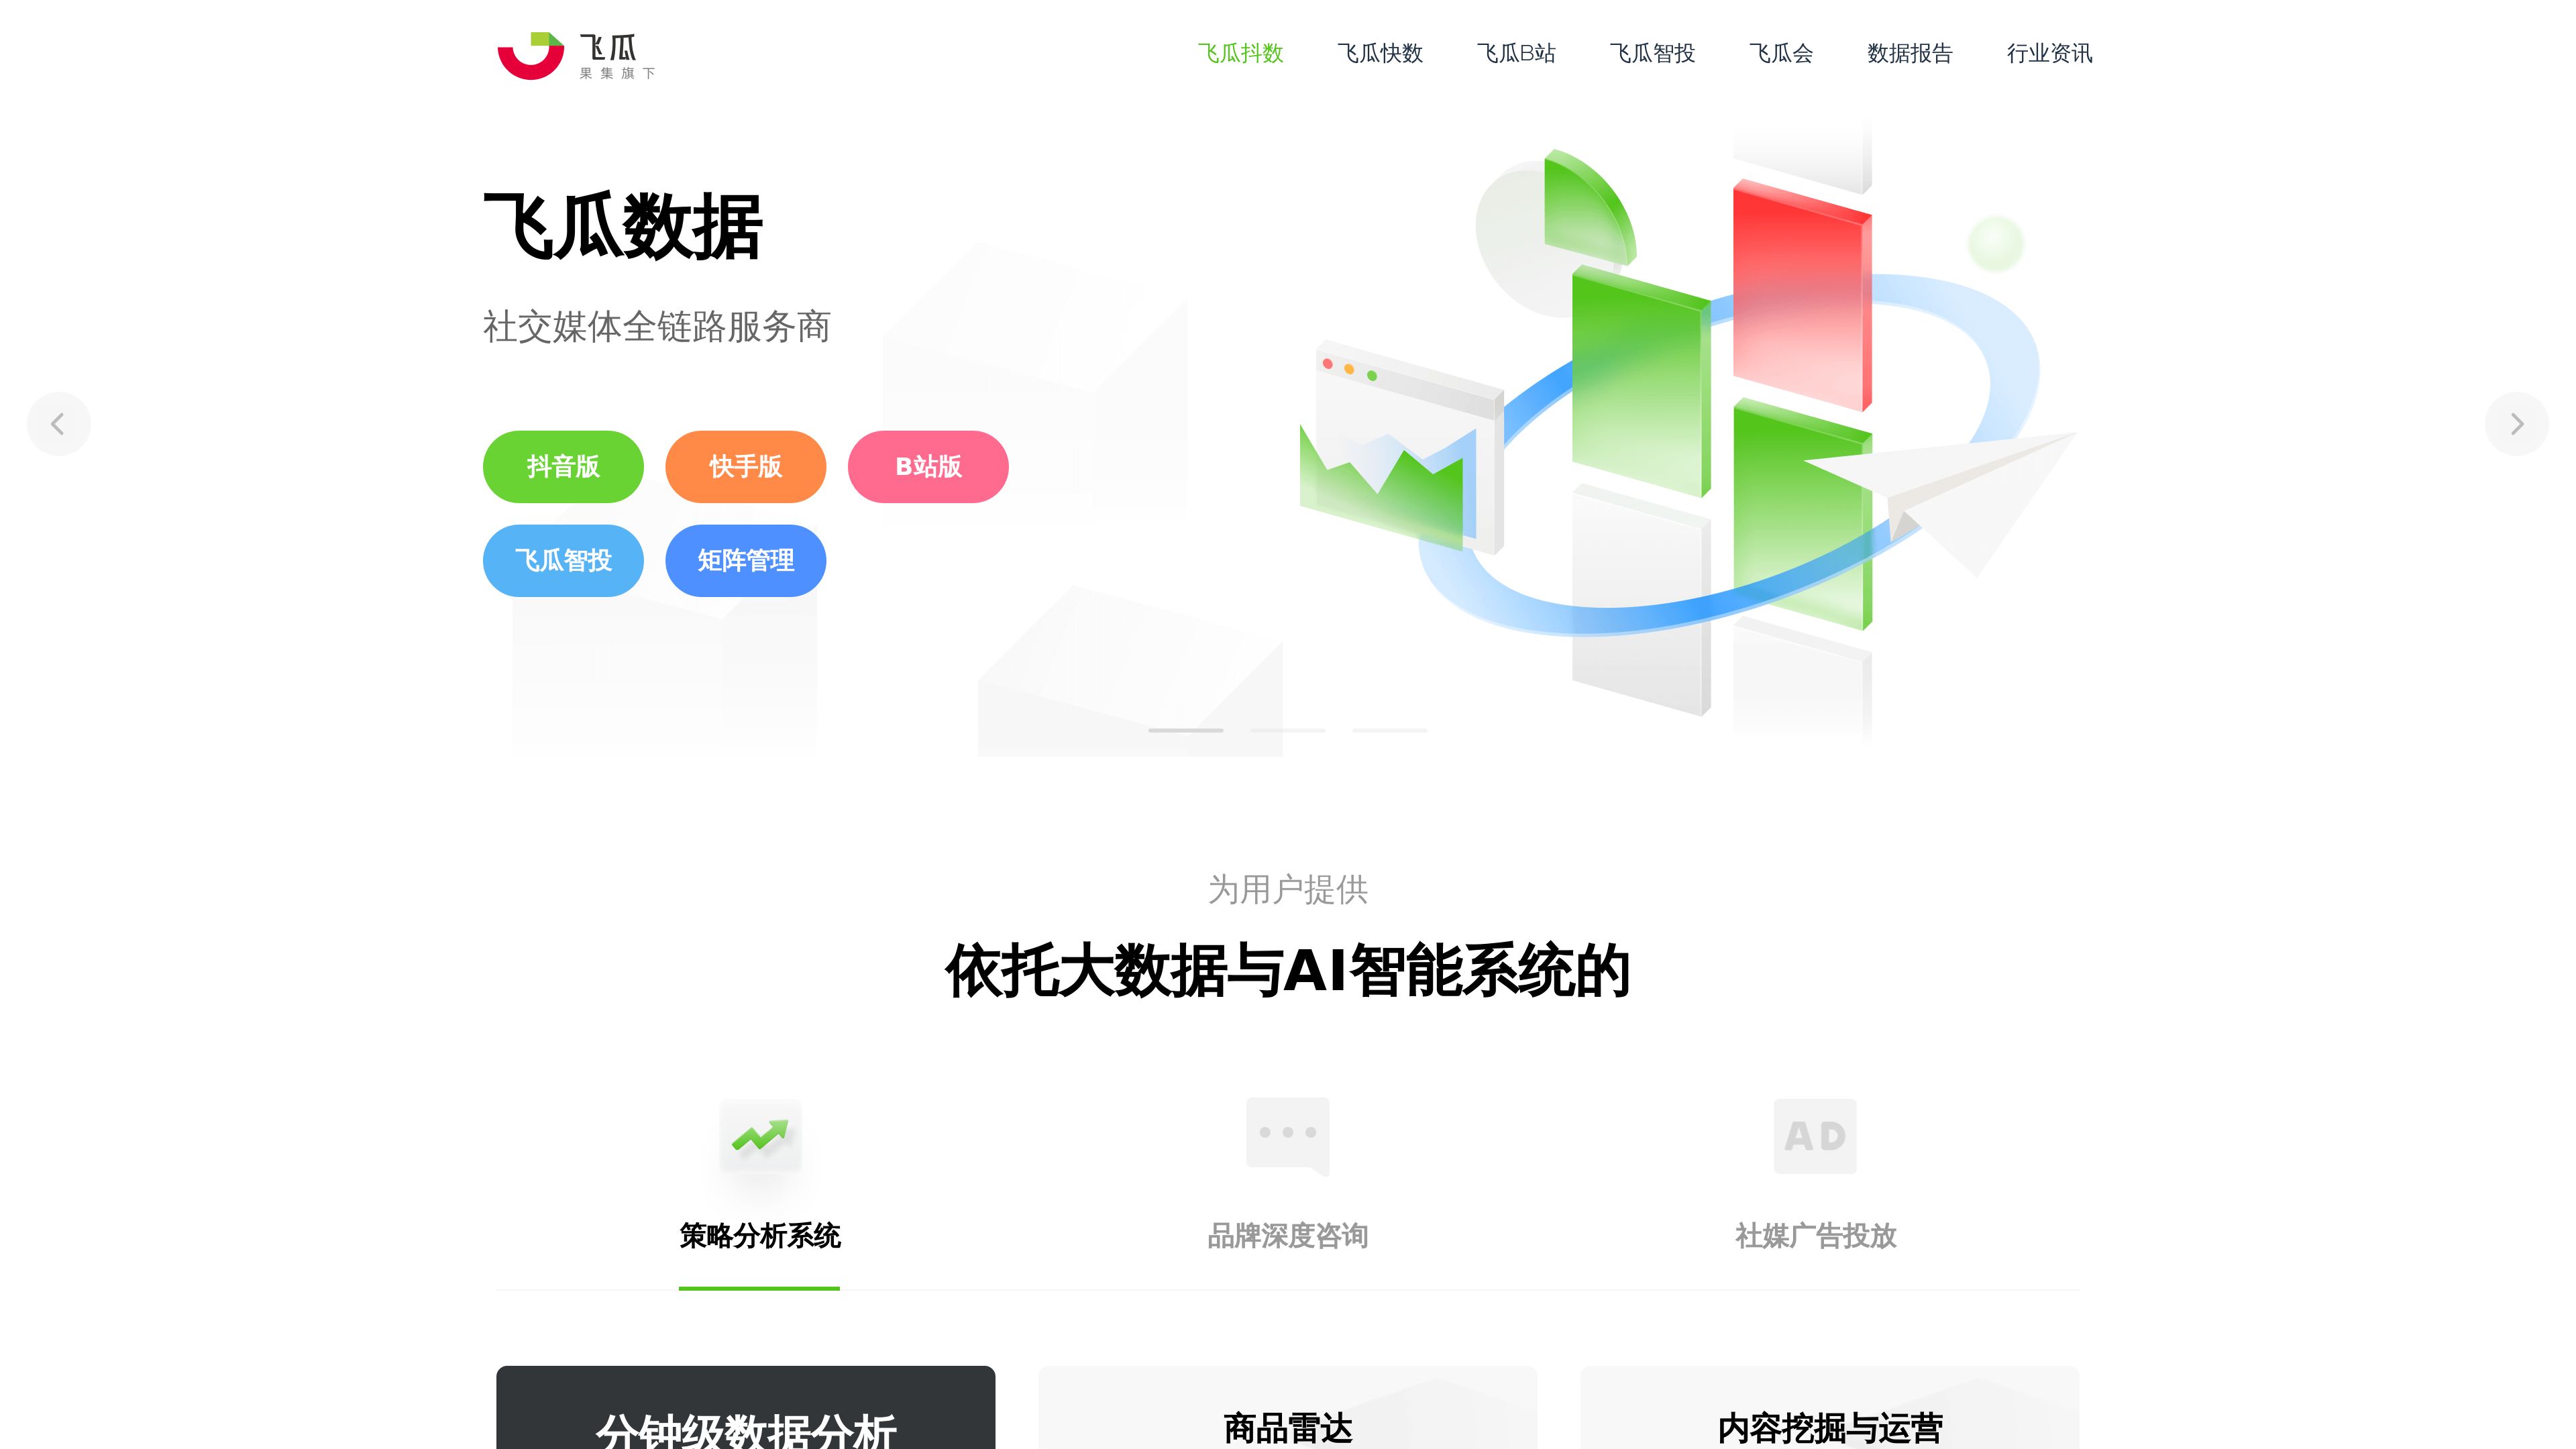 飞瓜
果集旗下
飞瓜抖数 飞瓜快数 飞瓜B站 飞瓜智投 飞瓜会 数据报告 行业资讯
飞瓜数据
社交媒体全链路服务商
抖音版 快手版 B站版
飞瓜智投 矩阵管理
为用户提供
依托大数据与AI智能系统的
AD
策略分析系统 品牌深度咨询 社媒广告投放
分钟级数据分析 商品雷达 内容挖掘与运营